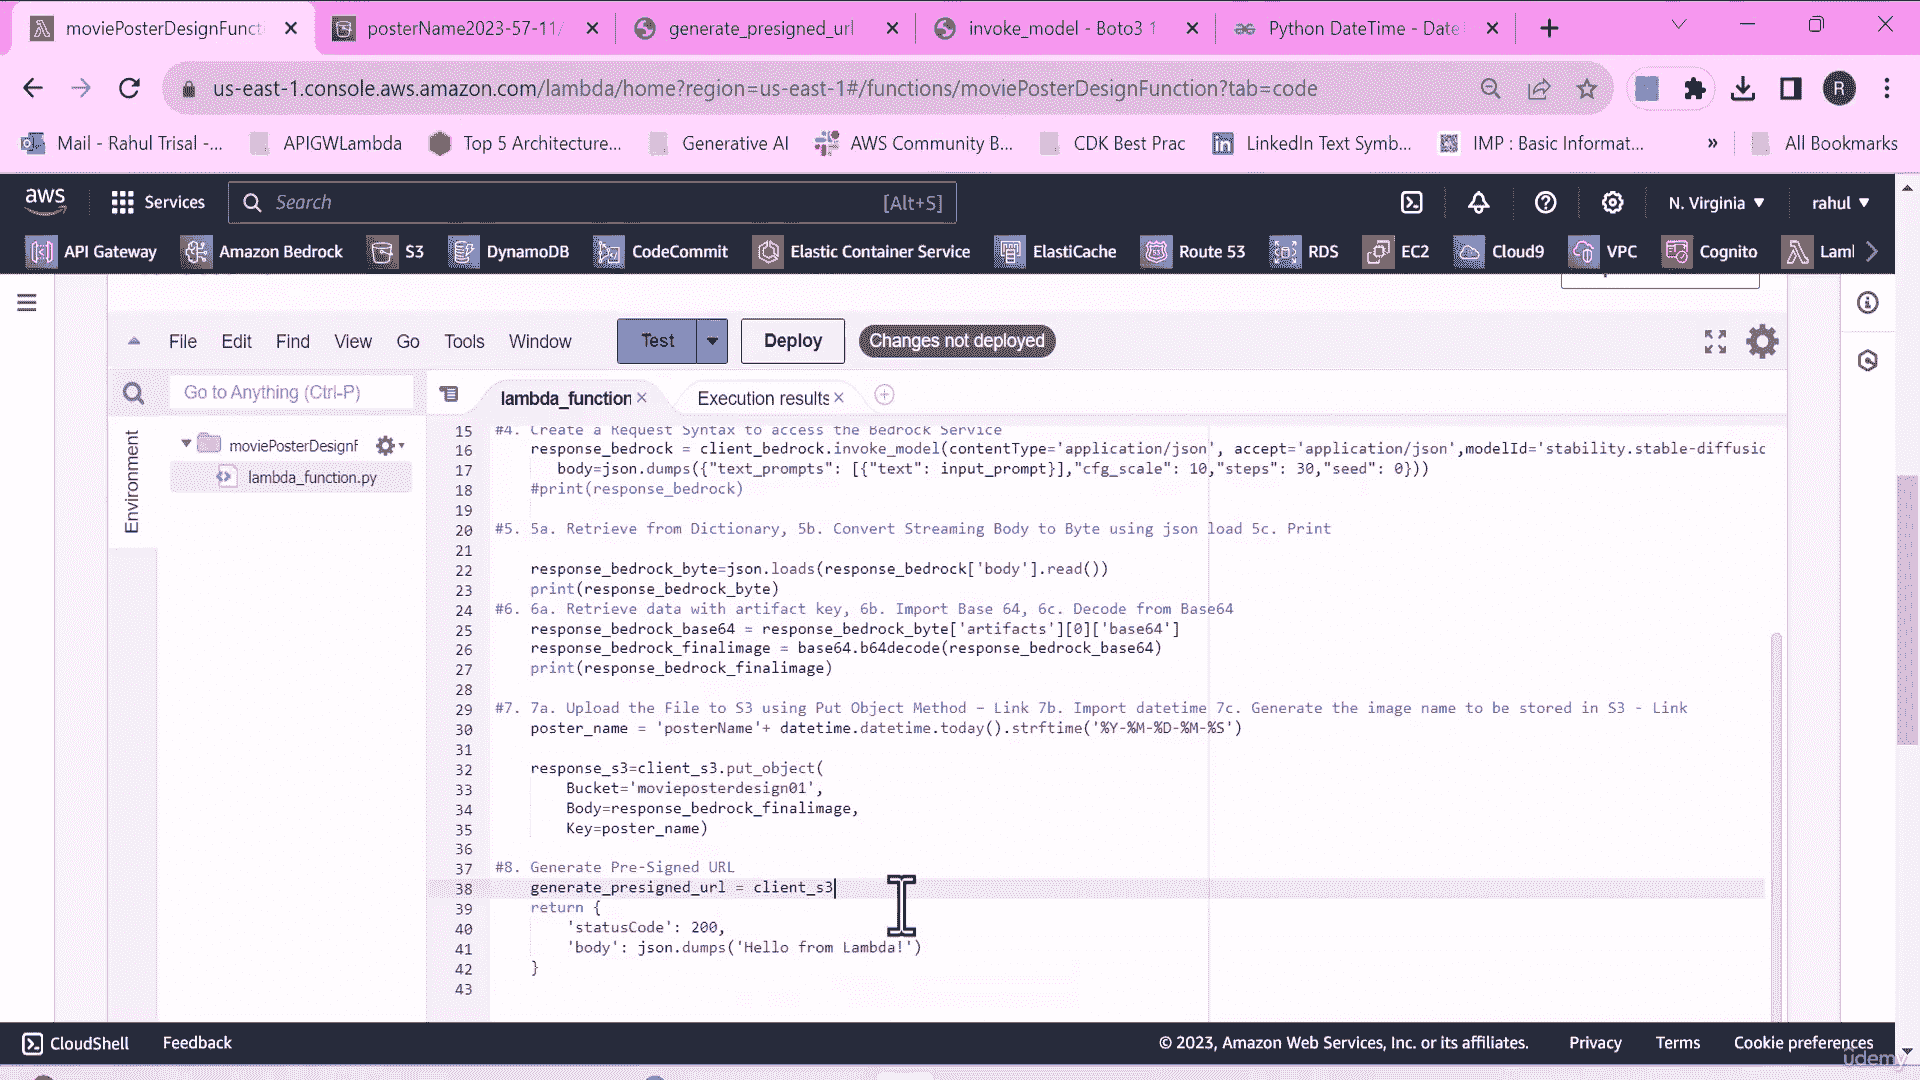 moviePosterDesignFuncti
posterName2023-57-11/
generate_presigned_url
invoke_model - Boto3 1
Python DateTime - Date
us-east-1.console.aws.amazon.com/lambda/home?region=us-east-1#/functions/moviePosterDesignFunction?tab=code
R
Mail - Rahul Trisal -...
APIGWLambda
Top 5 Architecture...
Generative AI
AWS Community B...
CDK Best Prac
LinkedIn Text Symb...
IMP : Basic Informat...
»
All Bookmarks
aws
Services
Search
[Alt+S]
N. Virginia
rahul
API Gateway
Amazon Bedrock
S3
DynamoDB
CodeCommit
Elastic Container Service
ElastiCache
Route 53
RDS
EC2
Cloud9
VPC
Cognito
Laml
File
Edit
Find
View
Go
Tools
Window
Test
Deploy
Changes not deployed
Go to Anything (Ctrl-P)
lambda_function
Execution results
Environment
moviePosterDesignf
lambda_function.py
15 #4. Create a Request Syntax to access the Bedrock Service
16 response_bedrock = client_bedrock.invoke_model(contentType='application/json', accept='application/json',modelId='stability.stable-diffusic
17 body=json.dumps({"text_prompts": [{"text": input_prompt}],"cfg_scale": 10,"steps": 30,"seed": 0}))
18 #print(response_bedrock)
19
20 #5. 5a. Retrieve from Dictionary, 5b. Convert Streaming Body to Byte using json load 5c. Print
21
22 response_bedrock_byte=json.loads(response_bedrock['body'].read())
23 print(response_bedrock_byte)
24 #6. 6a. Retrieve data with artifact key, 6b. Import Base 64, 6c. Decode from Base64
25 response_bedrock_base64 = response_bedrock_byte['artifacts'][0]['base64']
26 response_bedrock_finalimage = base64.b64decode(response_bedrock_base64)
27 print(response_bedrock_finalimage)
28
29 #7. 7a. Upload the File to S3 using Put Object Method – Link 7b. Import datetime 7c. Generate the image name to be stored in S3 - Link
30 poster_name = 'posterName'+ datetime.datetime.today().strftime('%Y-%M-%D-%M-%S')
31
32 response_s3=client_s3.put_object(
33 Bucket='movieposterdesign01',
34 Body=response_bedrock_finalimage,
35 Key=poster_name)
36
37 #8. Generate Pre-Signed URL
38 generate_presigned_url = client_s3
39 return {
40 'statusCode': 200,
41 'body': json.dumps('Hello from Lambda!')
42 }
43
CloudShell
Feedback
© 2023, Amazon Web Services, Inc. or its affiliates.
Privacy
Terms
Cookie preferences
ûdemy